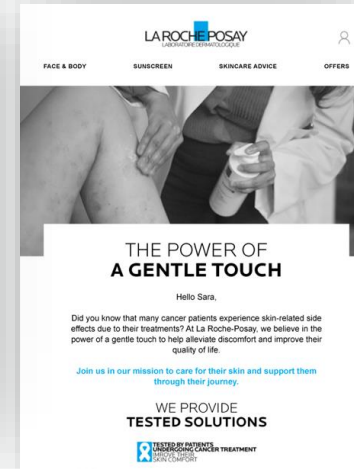 LA ROCHE POSAY
LABORATOIRE DERMATOLOGIQUE
FACE & BODY SUNSCREEN SKINCARE ADVICE OFFERS
THE POWER OF
A GENTLE TOUCH
Hello Sara,
Did you know that many cancer patients experience skin-related side
effects due to their treatments? At La Roche-Posay, we believe in the
power of a gentle touch to help alleviate discomfort and improve their
quality of life.
Join us in our mission to care for their skin and support them
through their journey.
WE PROVIDE
TESTED SOLUTIONS
TESTED BY PATIENTS
UNDERGOING CANCER TREATMENT
IMPROVE THEIR
SKIN COMFORT